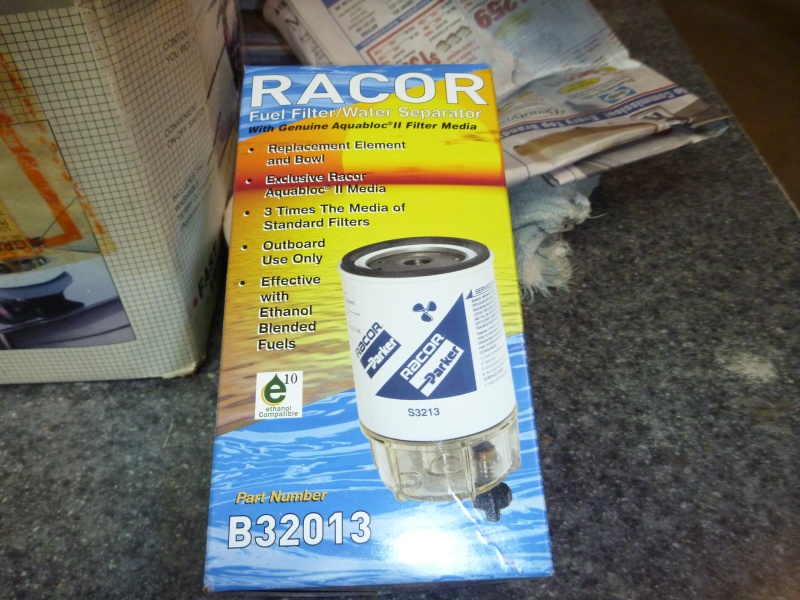 RACOR
Fuel Filter/Water Separator
With Genuine Aquabloc® II Filter Media
• Replacement Element
and Bowl
• Exclusive Racor
Aquabloc® II Media
• 3 Times The Media of
Standard Filters
• Outboard
Use Only
• Effective
with
Ethanol
Blended
Fuels
e10
ethanol
Compatible
RACOR
Parker
RACOR
Parker
S3213
Part Number
B32013